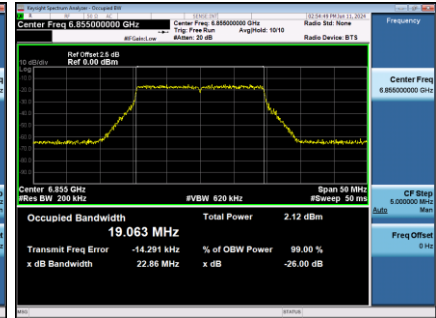 Keysight Spectrum Analyzer - Occupied BW
02:54:49 PM Jun 11, 2024
Center Freq 6.855000000 GHz
Center Freq: 6.855000000 GHz
Radio Std: None
Frequency
Trig: Free Run
Avg|Hold: 10/10
#IFGain:Low
#Atten: 20 dB
Radio Device: BTS
Ref Offset 2.5 dB
10 dB/div
Ref 0.00 dBm
Log
Center Freq
6.855000000 GHz
Center 6.855 GHz
Span 50 MHz
#Res BW 200 kHz
#VBW 620 kHz
#Sweep 50 ms
CF Step
5.000000 MHz
Auto
Man
Occupied Bandwidth
Total Power
2.12 dBm
19.063 MHz
Freq Offset
0 Hz
Transmit Freq Error
-14.291 kHz
% of OBW Power
99.00 %
x dB Bandwidth
22.86 MHz
x dB
-26.00 dB
MSG
STATUS